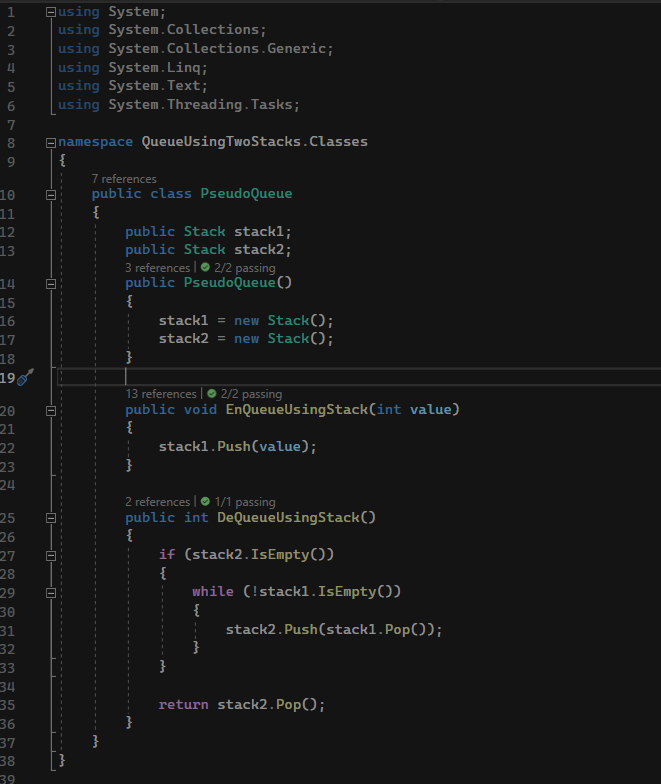 1 using System;
2 using System.Collections;
3 using System.Collections.Generic;
4 using System.Linq;
5 using System.Text;
6 using System.Threading.Tasks;
7
8 namespace QueueUsingTwoStacks.Classes
9 {
7 references
10 public class PseudoQueue
11 {
12 public Stack stack1;
13 public Stack stack2;
3 references | 2/2 passing
14 public PseudoQueue()
15 {
16 stack1 = new Stack();
17 stack2 = new Stack();
18 }
19
13 references | 2/2 passing
20 public void EnQueueUsingStack(int value)
21 {
22 stack1.Push(value);
23 }
24
2 references | 1/1 passing
25 public int DeQueueUsingStack()
26 {
27 if (stack2.IsEmpty())
28 {
29 while (!stack1.IsEmpty())
30 {
31 stack2.Push(stack1.Pop());
32 }
33 }
34
35 return stack2.Pop();
36 }
37 }
38 }
39